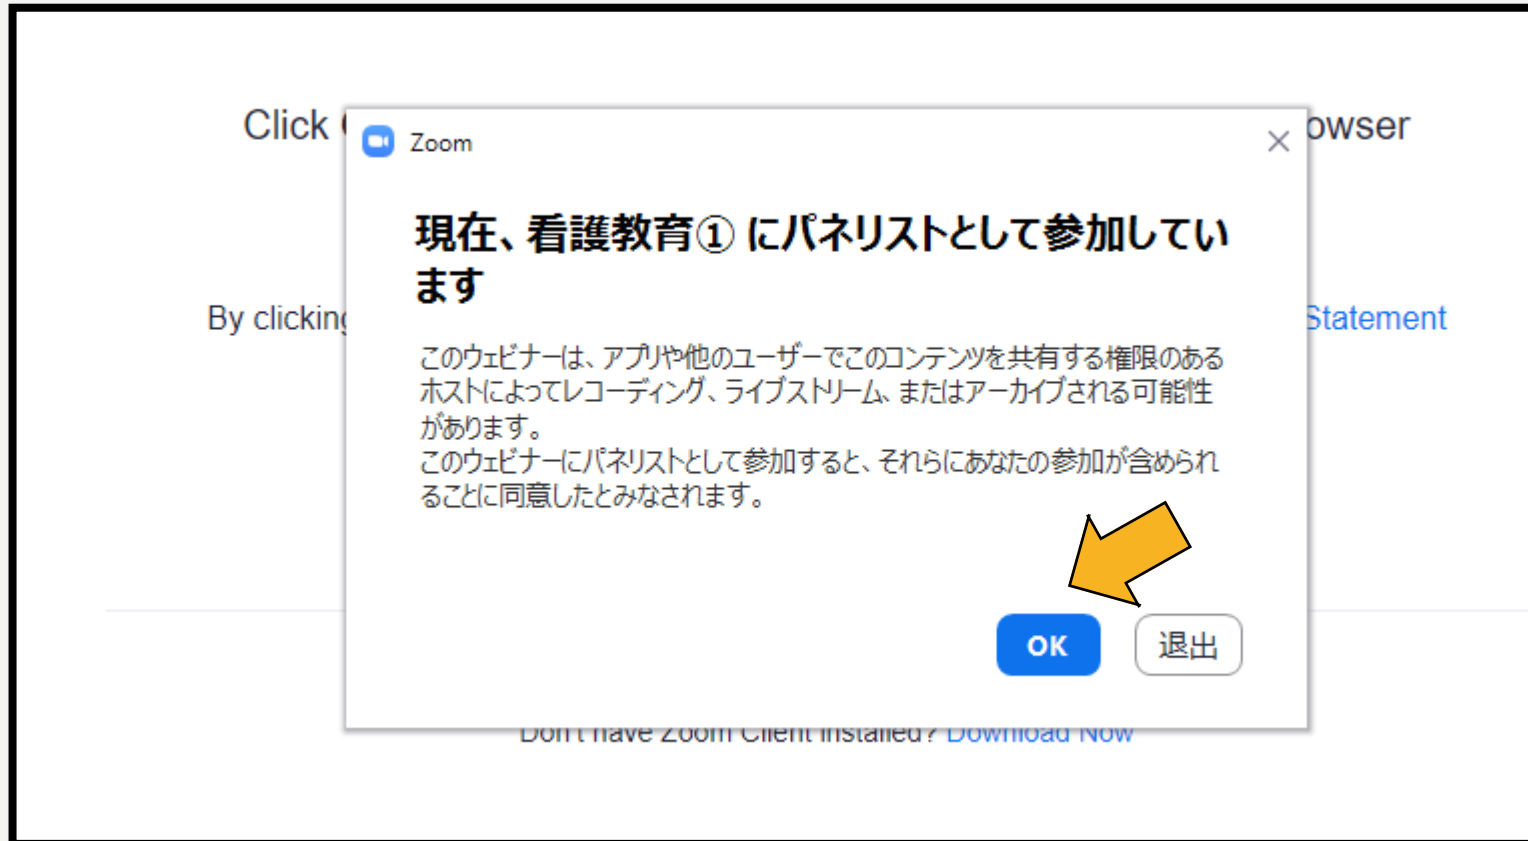 Click
owser
Zoom
現在、看護教育① にパネリストとして参加してい
ます
By clicking
Statement
このウェビナーは、アプリや他のユーザーでこのコンテンツを共有する権限のある
ホストによってレコーディング、ライブストリーム、またはアーカイブされる可能性
があります。
このウェビナーにパネリストとして参加すると、それらにあなたの参加が含められ
ることに同意したとみなされます。
OK
退出
Don't have Zoom Client installed? Download Now